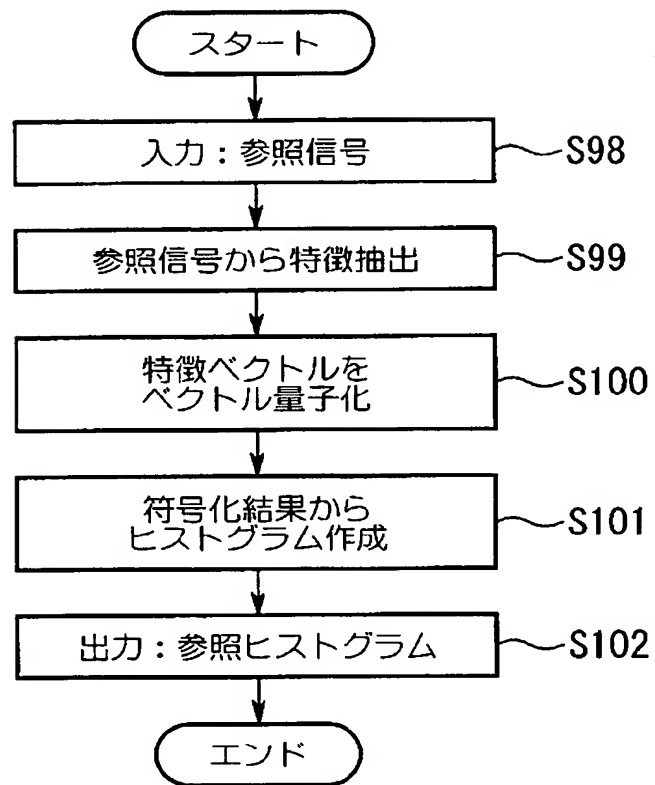 スタート
入力：参照信号
S98
参照信号から特徴抽出
S99
特徴ベクトルを
ベクトル量子化
S100
符号化結果から
ヒストグラム作成
S101
出力：参照ヒストグラム
S102
エンド